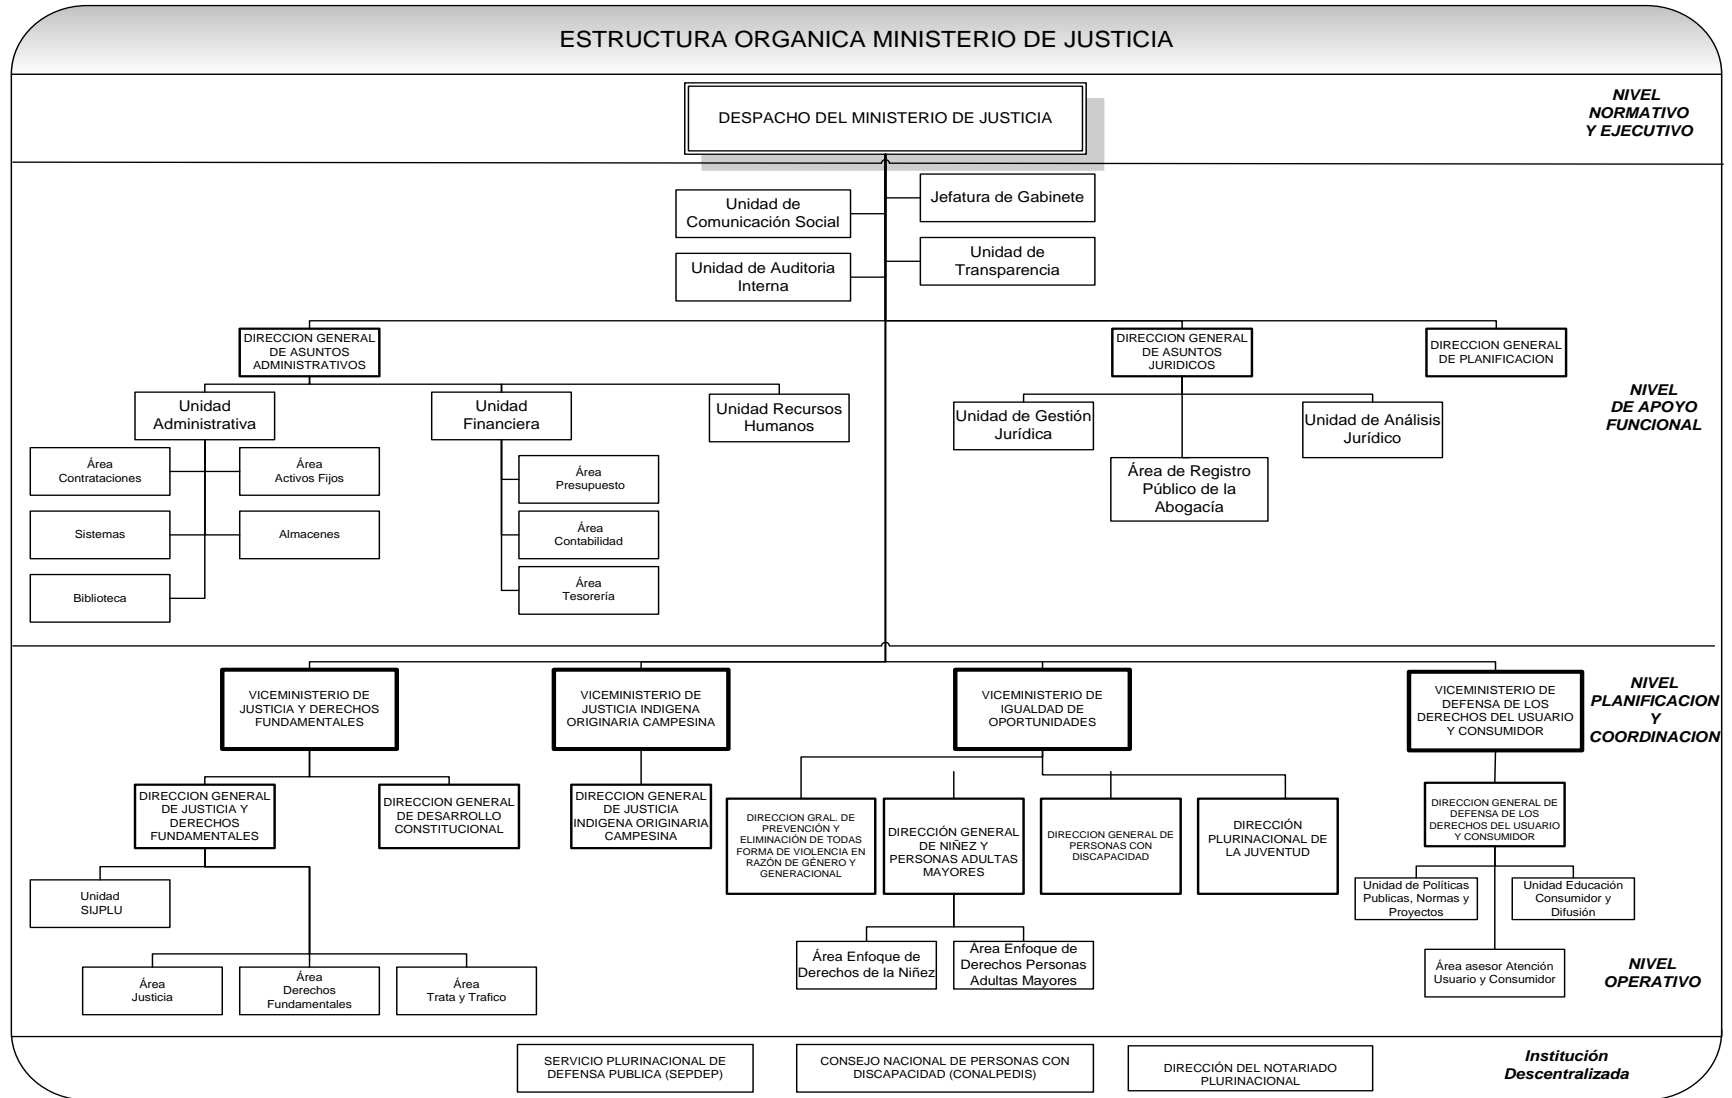 ESTRUCTURA ORGANICA MINISTERIO DE JUSTICIA
DESPACHO DEL MINISTERIO DE JUSTICIA
NIVEL
NORMATIVO
Y EJECUTIVO
Unidad de
Comunicación Social
Jefatura de Gabinete
Unidad de Auditoria
Interna
Unidad de
Transparencia
DIRECCION GENERAL
DE ASUNTOS
ADMINISTRATIVOS
DIRECCION GENERAL
DE ASUNTOS
JURIDICOS
DIRECCION GENERAL
DE PLANIFICACION
NIVEL
DE APOYO
FUNCIONAL
Unidad
Administrativa
Unidad
Financiera
Unidad Recursos
Humanos
Unidad de Gestión
Jurídica
Unidad de Análisis
Jurídico
Área de Registro
Público de la
Abogacía
Área
Contrataciones
Área
Activos Fijos
Área
Presupuesto
Sistemas
Almacenes
Área
Contabilidad
Biblioteca
Área
Tesorería
VICEMINISTERIO DE
JUSTICIA Y DERECHOS
FUNDAMENTALES
VICEMINISTERIO DE
JUSTICIA INDIGENA
ORIGINARIA CAMPESINA
VICEMINISTERIO DE
IGUALDAD DE
OPORTUNIDADES
VICEMINISTERIO DE
DEFENSA DE LOS
DERECHOS DEL USUARIO
Y CONSUMIDOR
NIVEL
PLANIFICACION
Y
COORDINACION
DIRECCION GENERAL
DE JUSTICIA Y
DERECHOS
FUNDAMENTALES
DIRECCION GENERAL
DE DESARROLLO
CONSTITUCIONAL
DIRECCION GENERAL
DE JUSTICIA
INDIGENA ORIGINARIA
CAMPESINA
DIRECCION GRAL. DE
PREVENCIÓN Y
ELIMINACIÓN DE TODAS
FORMA DE VIOLENCIA EN
RAZÓN DE GÉNERO Y
GENERACIONAL
DIRECCIÓN GENERAL
DE NIÑEZ Y
PERSONAS ADULTAS
MAYORES
DIRECCION GENERAL DE
PERSONAS CON
DISCAPACIDAD
DIRECCIÓN
PLURINACIONAL DE
LA JUVENTUD
DIRECCION GENERAL DE
DEFENSA DE LOS
DERECHOS DEL USUARIO
Y CONSUMIDOR
Unidad
SIJPLU
Unidad de Políticas
Publicas, Normas y
Proyectos
Unidad Educación
Consumidor y
Difusión
Área
Justicia
Área
Derechos
Fundamentales
Área
Trata y Trafico
Área Enfoque de
Derechos de la Niñez
Área Enfoque de
Derechos Personas
Adultas Mayores
Área asesor Atención
Usuario y Consumidor
NIVEL
OPERATIVO
SERVICIO PLURINACIONAL DE
DEFENSA PUBLICA (SEPDEP)
CONSEJO NACIONAL DE PERSONAS CON
DISCAPACIDAD (CONALPEDIS)
DIRECCIÓN DEL NOTARIADO
PLURINACIONAL
Institución
Descentralizada